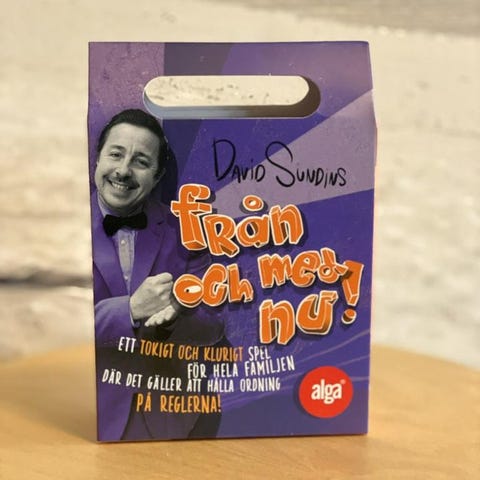 DAVID SUNDINS
från
och med
nu!
ETT TOKIGT OCH KLURIGT SPEL
FÖR HELA FAMILJEN
DÄR DET GÄLLER ATT HÅLLA ORDNING
PÅ REGLERNA!
alga®